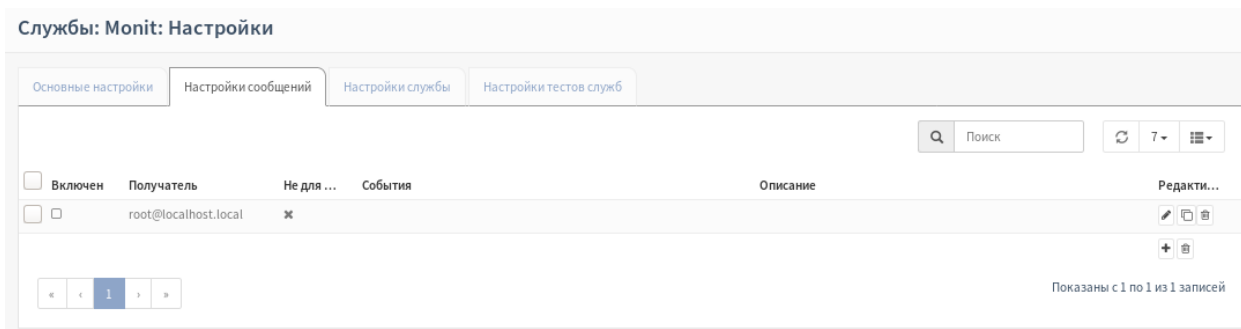 Службы: Monit: Настройки
Основные настройки Настройки сообщений Настройки службы Настройки тестов служб
Поиск 7
Включен Получатель Не для ... События Описание Редакти...
root@localhost.local
« ‹ 1 › »
Показаны с 1 по 1 из 1 записей